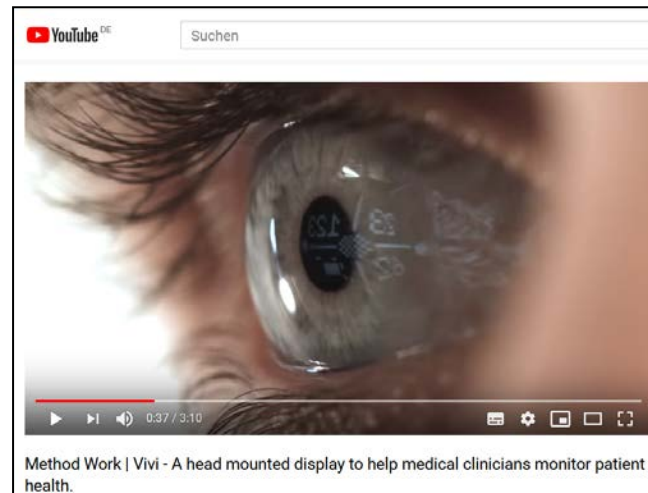 YouTube DE
Suchen
0:37 / 3:10
Method Work | Vivi - A head mounted display to help medical clinicians monitor patient
health.